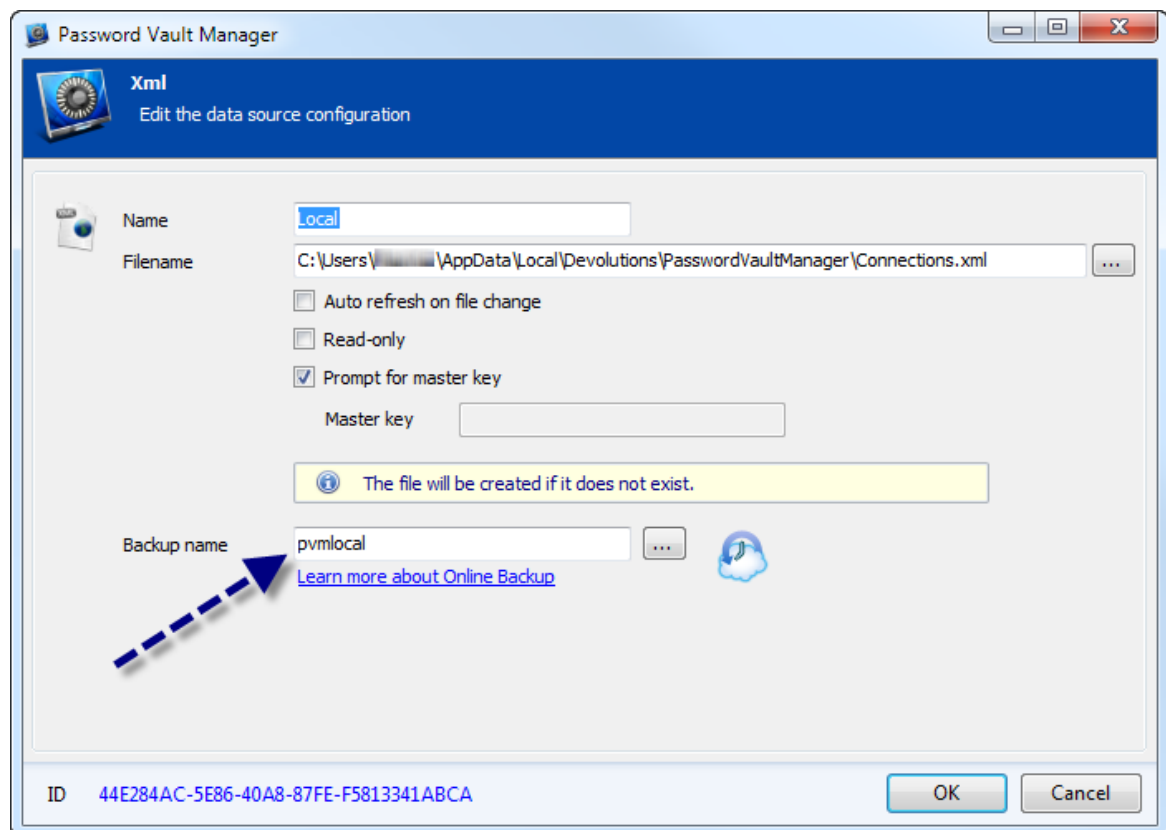 Password Vault Manager
Xml
Edit the data source configuration
Name
Local
Filename
C:\Users\ \AppData\Local\Devolutions\PasswordVaultManager\Connections.xml
...
Auto refresh on file change
Read-only
Prompt for master key
Master key
The file will be created if it does not exist.
Backup name
pvmlocal
...
Learn more about Online Backup
ID 44E284AC-5E86-40A8-87FE-F5813341ABCA
OK
Cancel